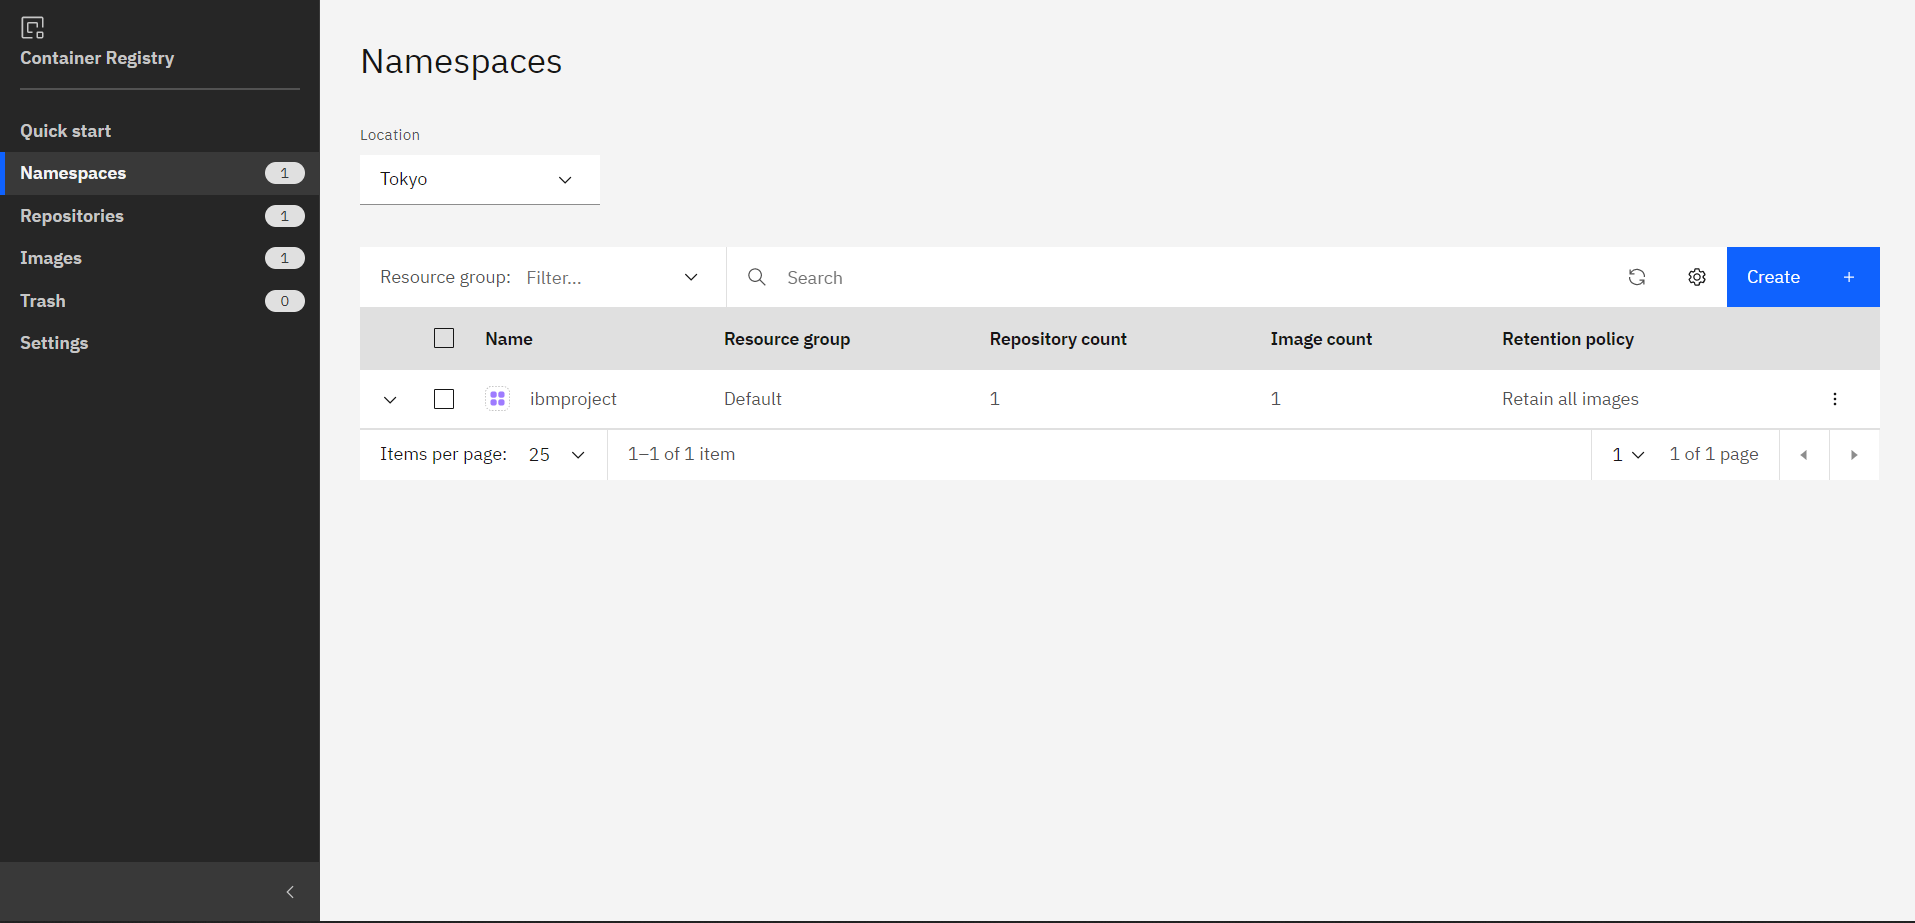 Container Registry
Quick start
Namespaces 1
Repositories 1
Images 1
Trash 0
Settings
Namespaces
Location
Tokyo
Resource group: Filter... Search Create +
Name Resource group Repository count Image count Retention policy
ibmproject Default 1 1 Retain all images
Items per page: 25 1–1 of 1 item 1 1 of 1 page